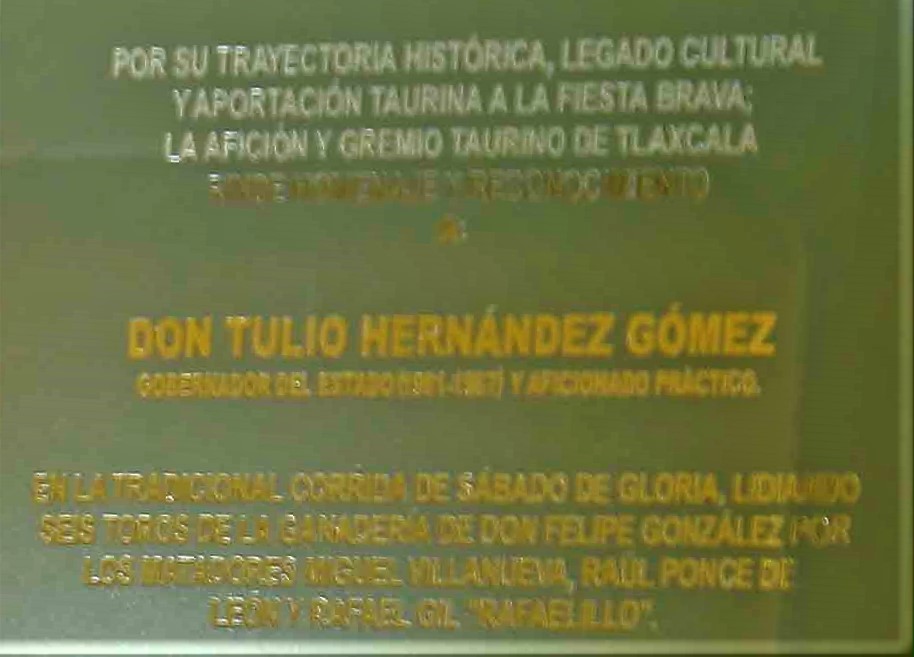 POR SU TRAYECTORIA HISTÓRICA, LEGADO CULTURAL
Y APORTACIÓN TAURINA A LA FIESTA BRAVA;
LA AFICIÓN Y GREMIO TAURINO DE TLAXCALA
RINDE HOMENAJE Y RECONOCIMIENTO
A:
DON TULIO HERNÁNDEZ GÓMEZ
GOBERNADOR DEL ESTADO (1981-1987) Y AFICIONADO PRÁCTICO.
EN LA TRADICIONAL CORRIDA DE SÁBADO DE GLORIA, LIDIANDO
SEIS TOROS DE LA GANADERÍA DE DON FELIPE GONZÁLEZ POR
LOS MATADORES MIGUEL VILLANUEVA, RAÚL PONCE DE
LEÓN Y RAFAEL GIL "RAFAELILLO".